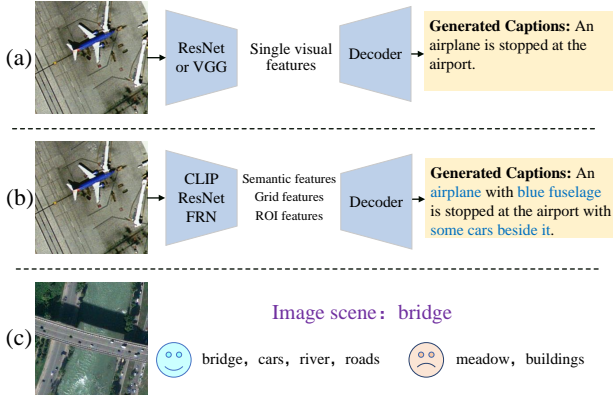 (a)
ResNet
or VGG
Single visual
features
Decoder
Generated Captions: An
airplane is stopped at the
airport.
(b)
CLIP
ResNet
FRN
Semantic features
Grid features
ROI features
Decoder
Generated Captions: An
airplane with blue fuselage
is stopped at the airport with
some cars beside it.
(c)
Image scene: bridge
bridge, cars, river, roads
meadow, buildings